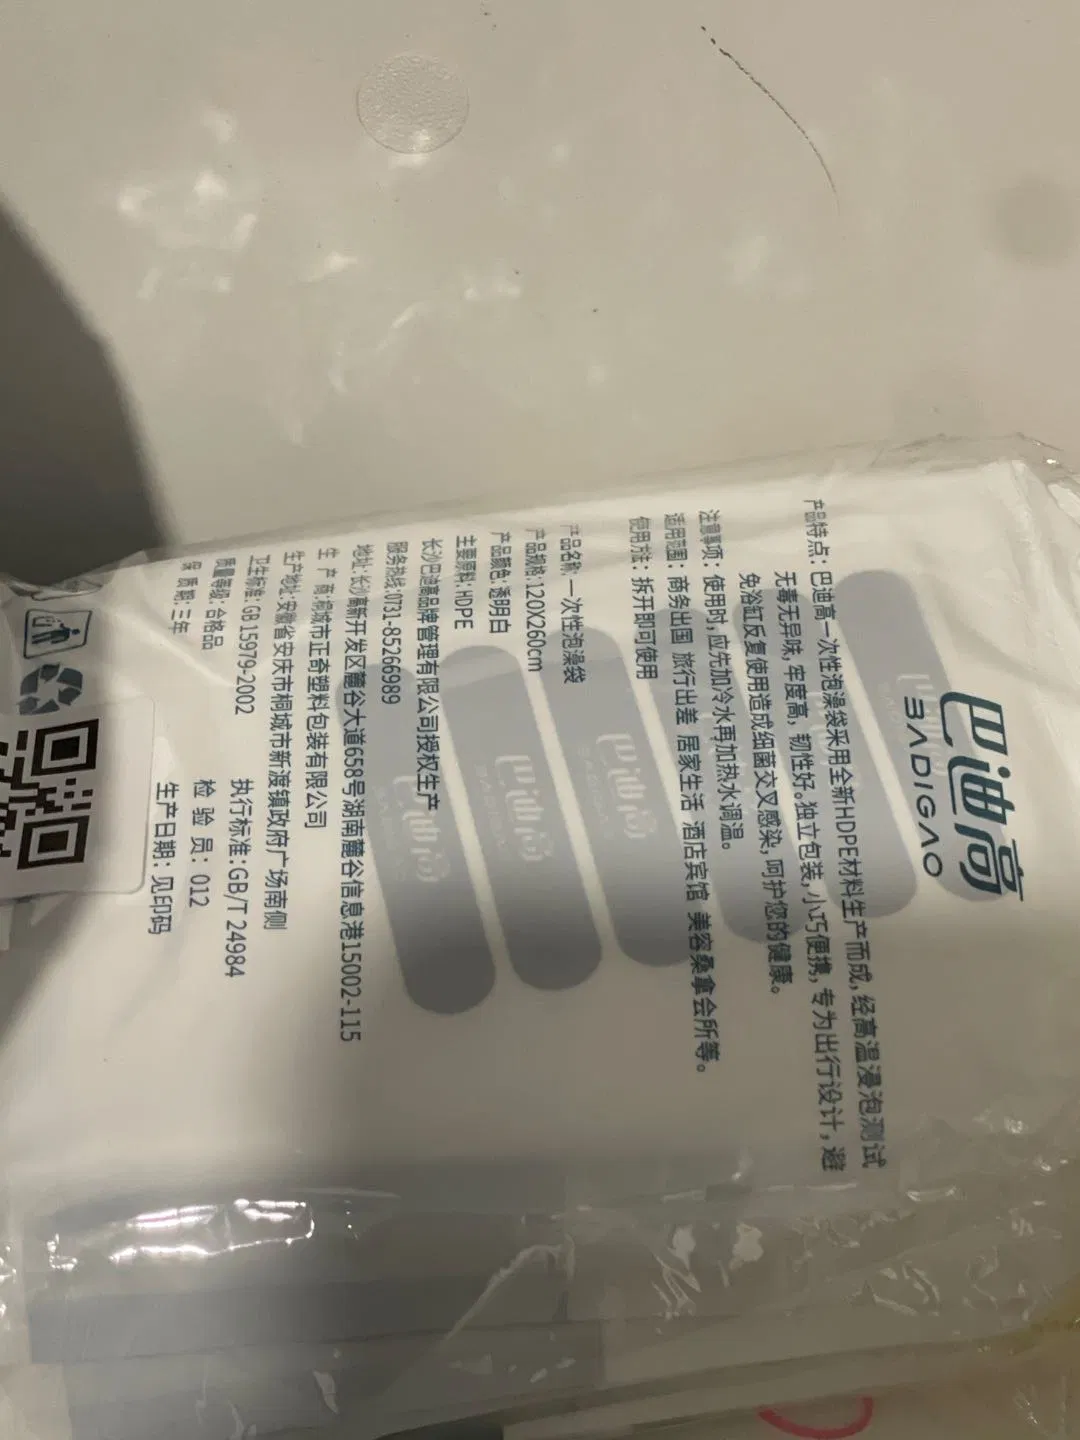 巴迪高
BADIGAO
产品特点：巴迪高一次性泡澡袋采用全新HDPE材料生产而成，经高温浸泡测试
无毒无异味，牢度高，韧性好。独立包装，小巧便携，专为出行设计，避
免浴缸反复使用造成细菌交叉感染，呵护您的健康。
注意事项：使用时，应先加冷水再加热水调温。
适用范围：商务出国 旅行出差 居家生活 酒店宾馆 美容桑拿会所等。
使用方法：拆开即可使用
产品名称：一次性泡澡袋
产品规格：120X260cm
产品颜色：透明白
主要原料：HDPE
长沙巴迪高品牌管理有限公司授权生产
服务热线：0731-85266989
地址：长沙高新开发区麓谷大道658号湖南麓谷信息港15002-115
生 产 商：桐城市正奇塑料包装有限公司
生产地址：安徽省安庆市桐城市新渡镇政府广场南侧
卫生标准：GB 15979-2002 执行标准：GB/T 24984
质量等级：合格品 检 验 员：012
保 质 期：三年 生产日期：见印码
巴迪高
巴迪高
巴迪高